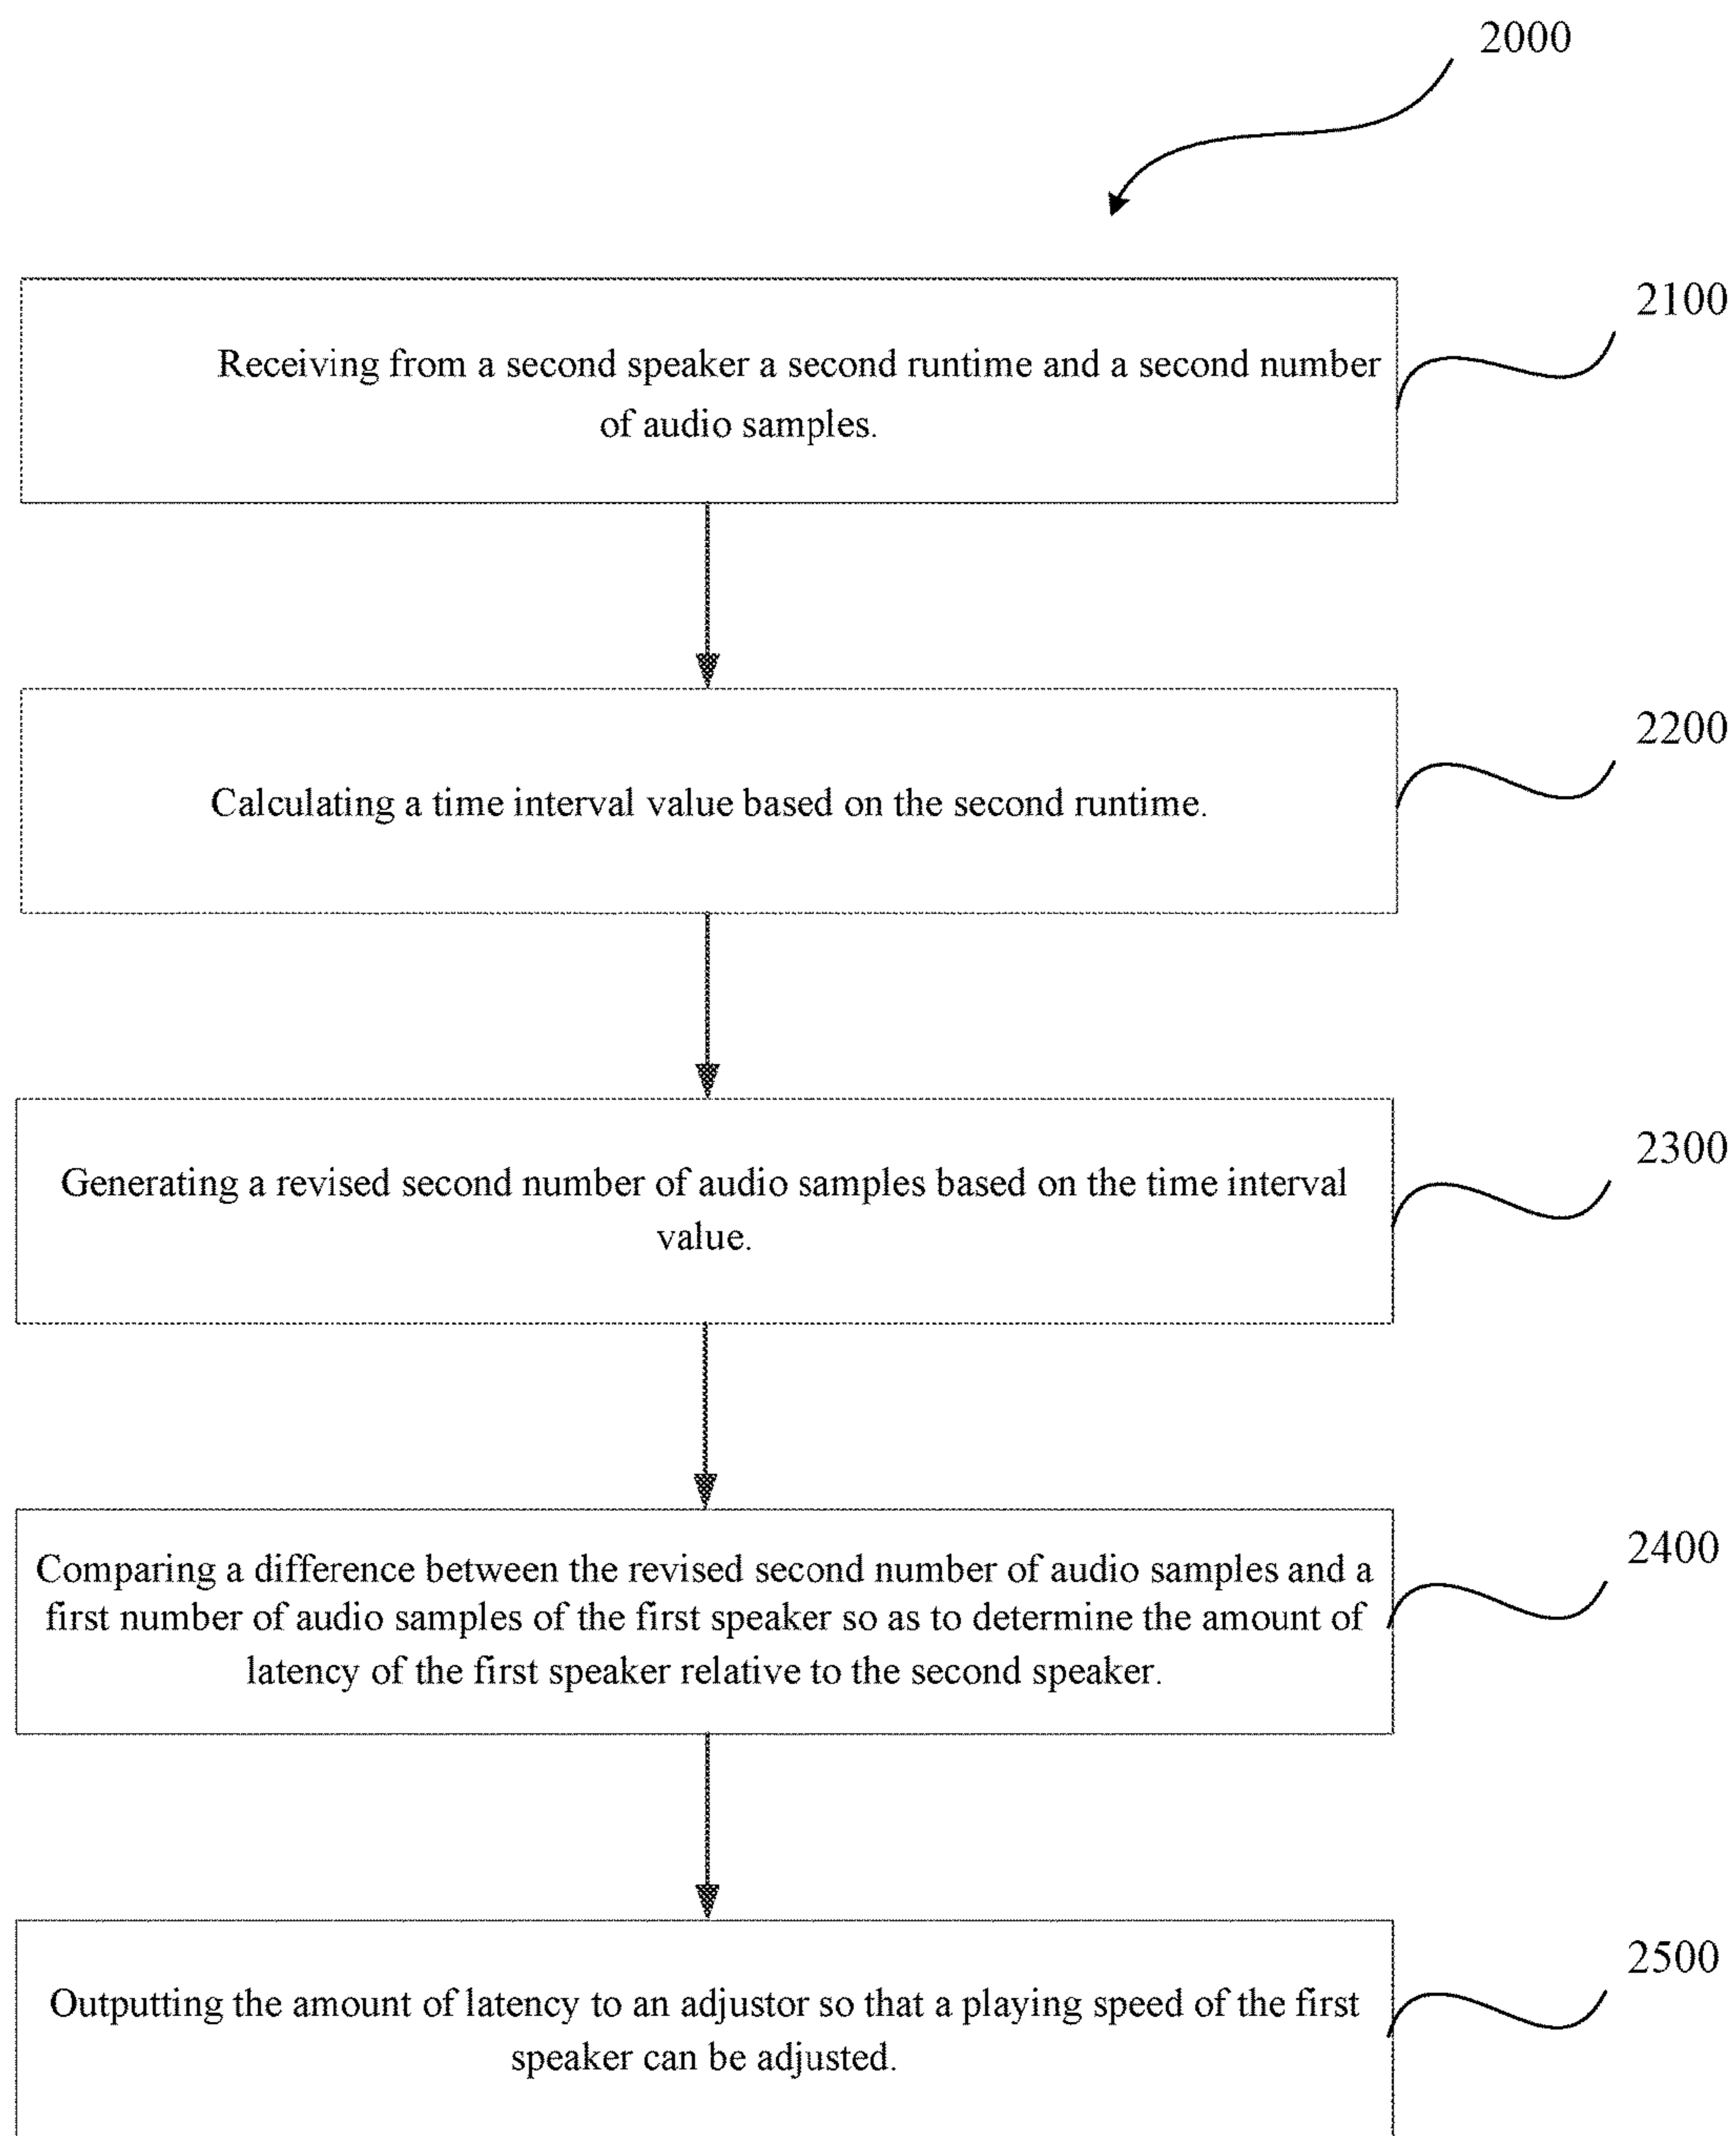 2000
2100
Receiving from a second speaker a second runtime and a second number
of audio samples.
2200
Calculating a time interval value based on the second runtime.
2300
Generating a revised second number of audio samples based on the time interval
value.
2400
Comparing a difference between the revised second number of audio samples and a
first number of audio samples of the first speaker so as to determine the amount of
latency of the first speaker relative to the second speaker.
2500
Outputting the amount of latency to an adjustor so that a playing speed of the first
speaker can be adjusted.